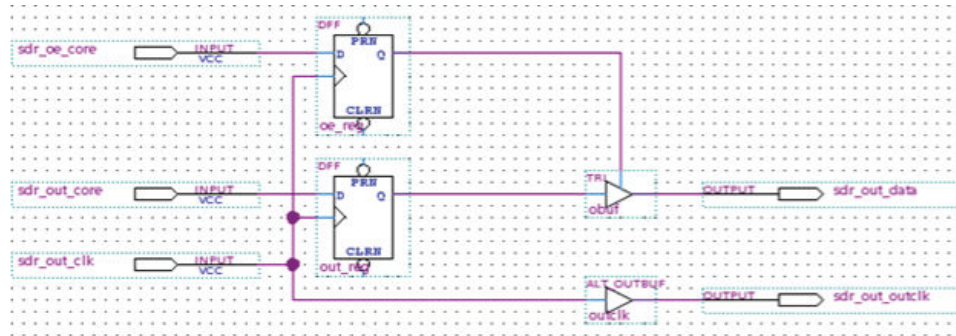 DFF
PRN
sdr_oe_core
INPUT
VCC
D
Q
CLRN
oe_reg
DFF
TRI
PRN
sdr_out_core
INPUT
VCC
D
Q
OUTPUT
sdr_out_data
obuf
CLRN
sdr_out_clk
INPUT
VCC
out_reg
ALT_OUTBUF
OUTPUT
sdr_out_outclk
outclk